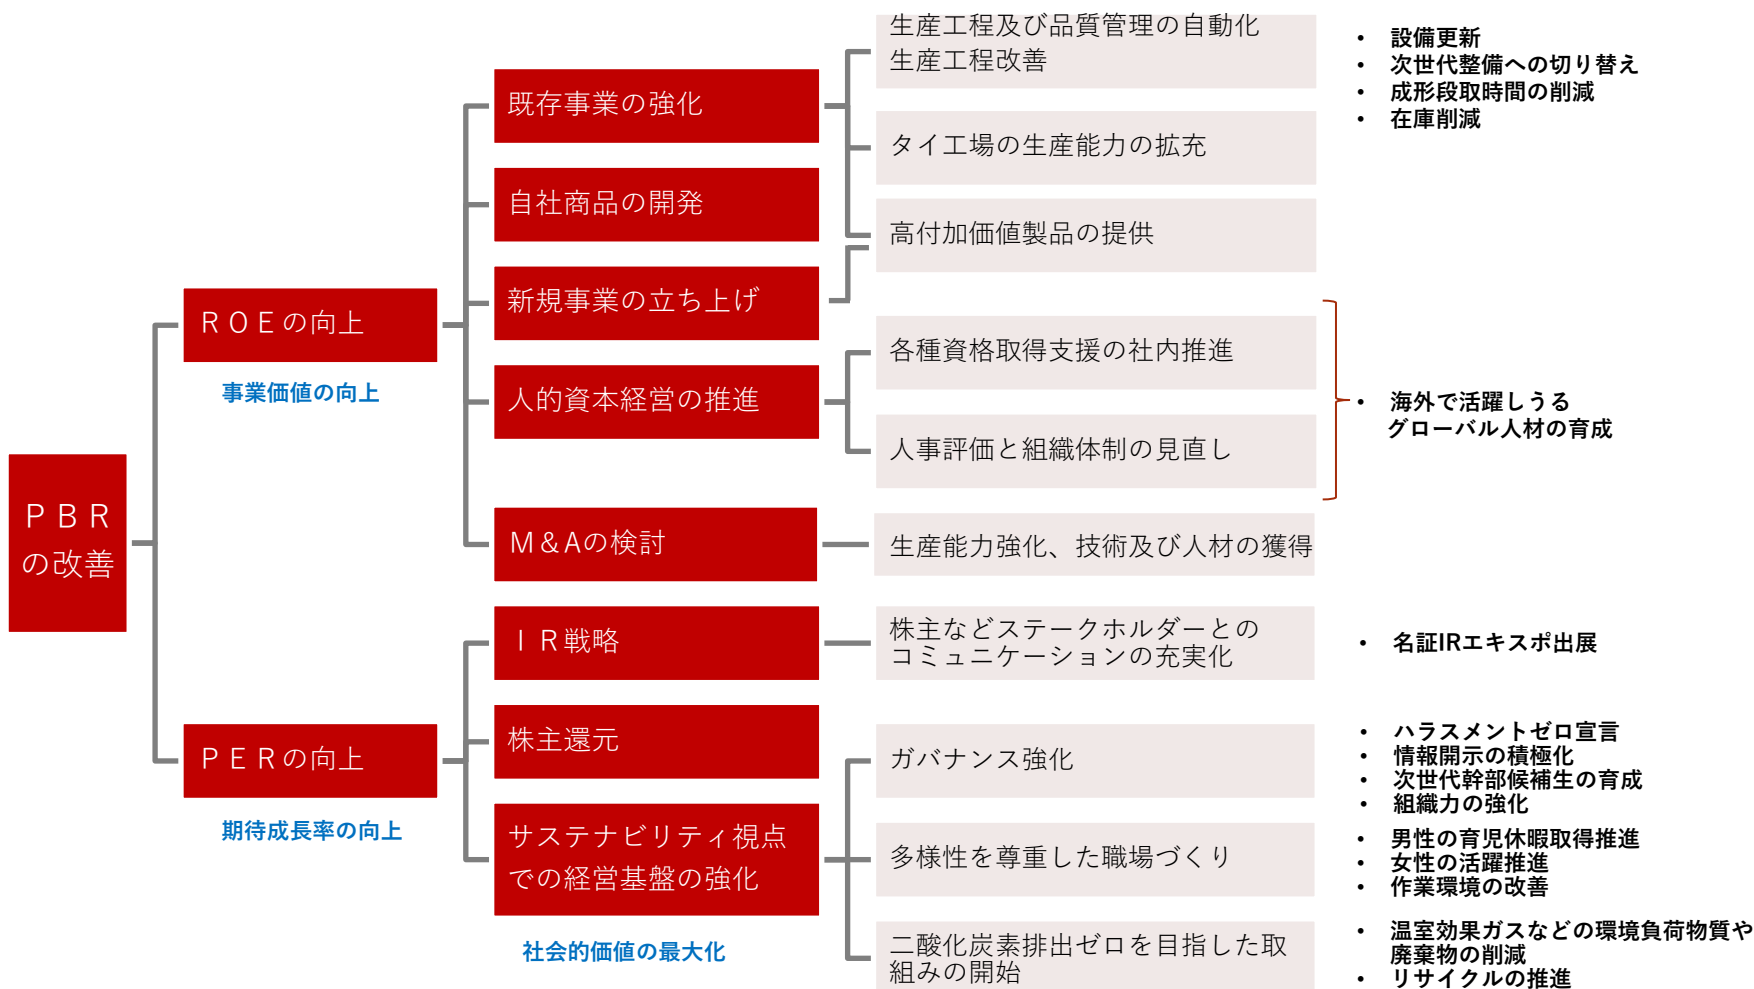 PBR
の改善
ROEの向上
事業価値の向上
既存事業の強化
生産工程及び品質管理の自動化
生産工程改善
• 設備更新
• 次世代整備への切り替え
• 成形段取時間の削減
• 在庫削減
タイ工場の生産能力の拡充
自社商品の開発
高付加価値製品の提供
新規事業の立ち上げ
人的資本経営の推進
各種資格取得支援の社内推進
人事評価と組織体制の見直し
• 海外で活躍しうる
グローバル人材の育成
M&Aの検討
生産能力強化、技術及び人材の獲得
PERの向上
期待成長率の向上
IR戦略
株主などステークホルダーとの
コミュニケーションの充実化
• 名証IRエキスポ出展
株主還元
サステナビリティ視点
での経営基盤の強化
社会的価値の最大化
ガバナンス強化
• ハラスメントゼロ宣言
• 情報開示の積極化
• 次世代幹部候補生の育成
• 組織力の強化
多様性を尊重した職場づくり
• 男性の育児休暇取得推進
• 女性の活躍推進
• 作業環境の改善
二酸化炭素排出ゼロを目指した取
組みの開始
• 温室効果ガスなどの環境負荷物質や
廃棄物の削減
• リサイクルの推進